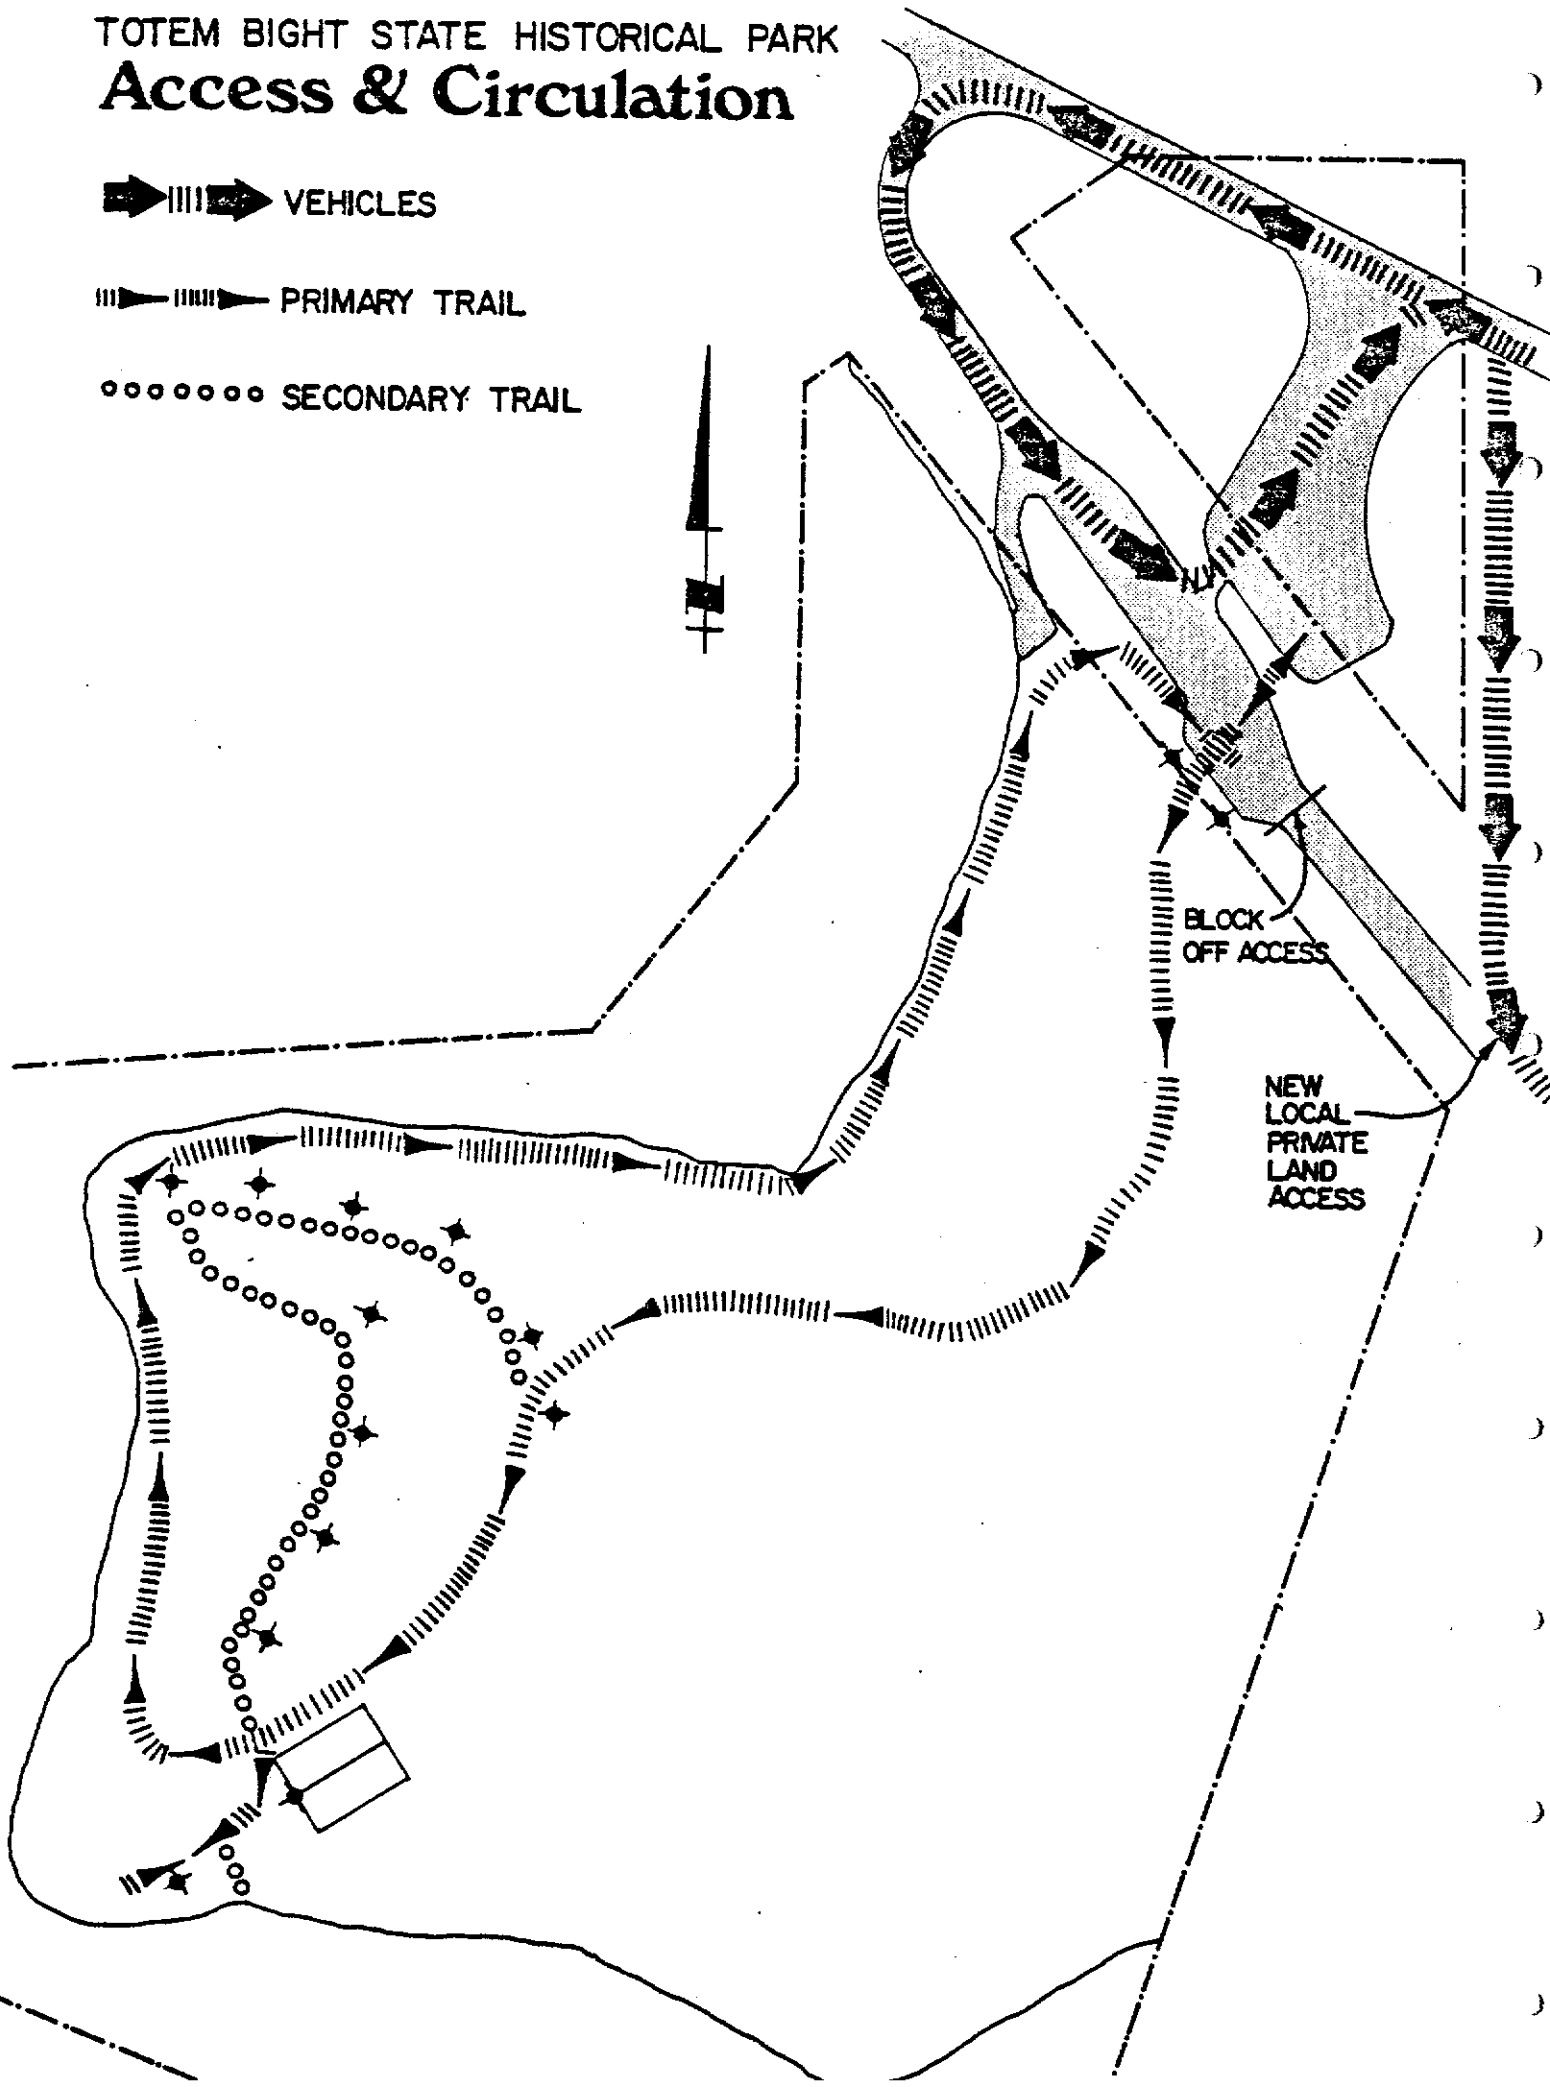 TOTEM BIGHT STATE HISTORICAL PARK
Access & Circulation
VEHICLES
PRIMARY TRAIL
SECONDARY TRAIL
N
BLOCK
OFF ACCESS
NEW
LOCAL
PRIVATE
LAND
ACCESS